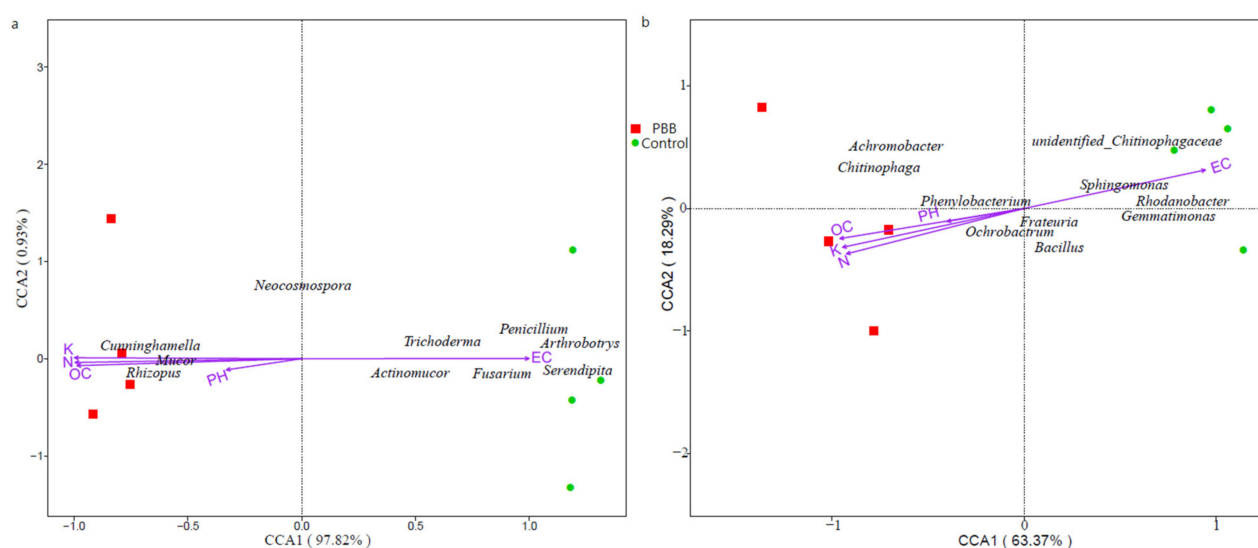 a
3
2
1
0
−1
CCA2 ( 0.93%)
Neocosmospora
Penicillium
Trichoderma
Arthrobotrys
K
Cunninghamella
EC
N
Mucor
OC
Rhizopus
PH
Actinomucor
Fusarium
Serendipita
−1.0
−0.5
0.0
0.5
1.0
CCA1 ( 97.82%)
PBB
Control
b
1
0
−1
−2
CCA2 ( 18.29%)
Achromobacter
unidentified_Chitinophagaceae
Chitinophaga
EC
Sphingomonas
Phenylobacterium
Rhodanobacter
PH
Gemmatimonas
OC
Frateuria
Ochrobactrum
K
Bacillus
N
−1
0
1
CCA1 ( 63.37%)